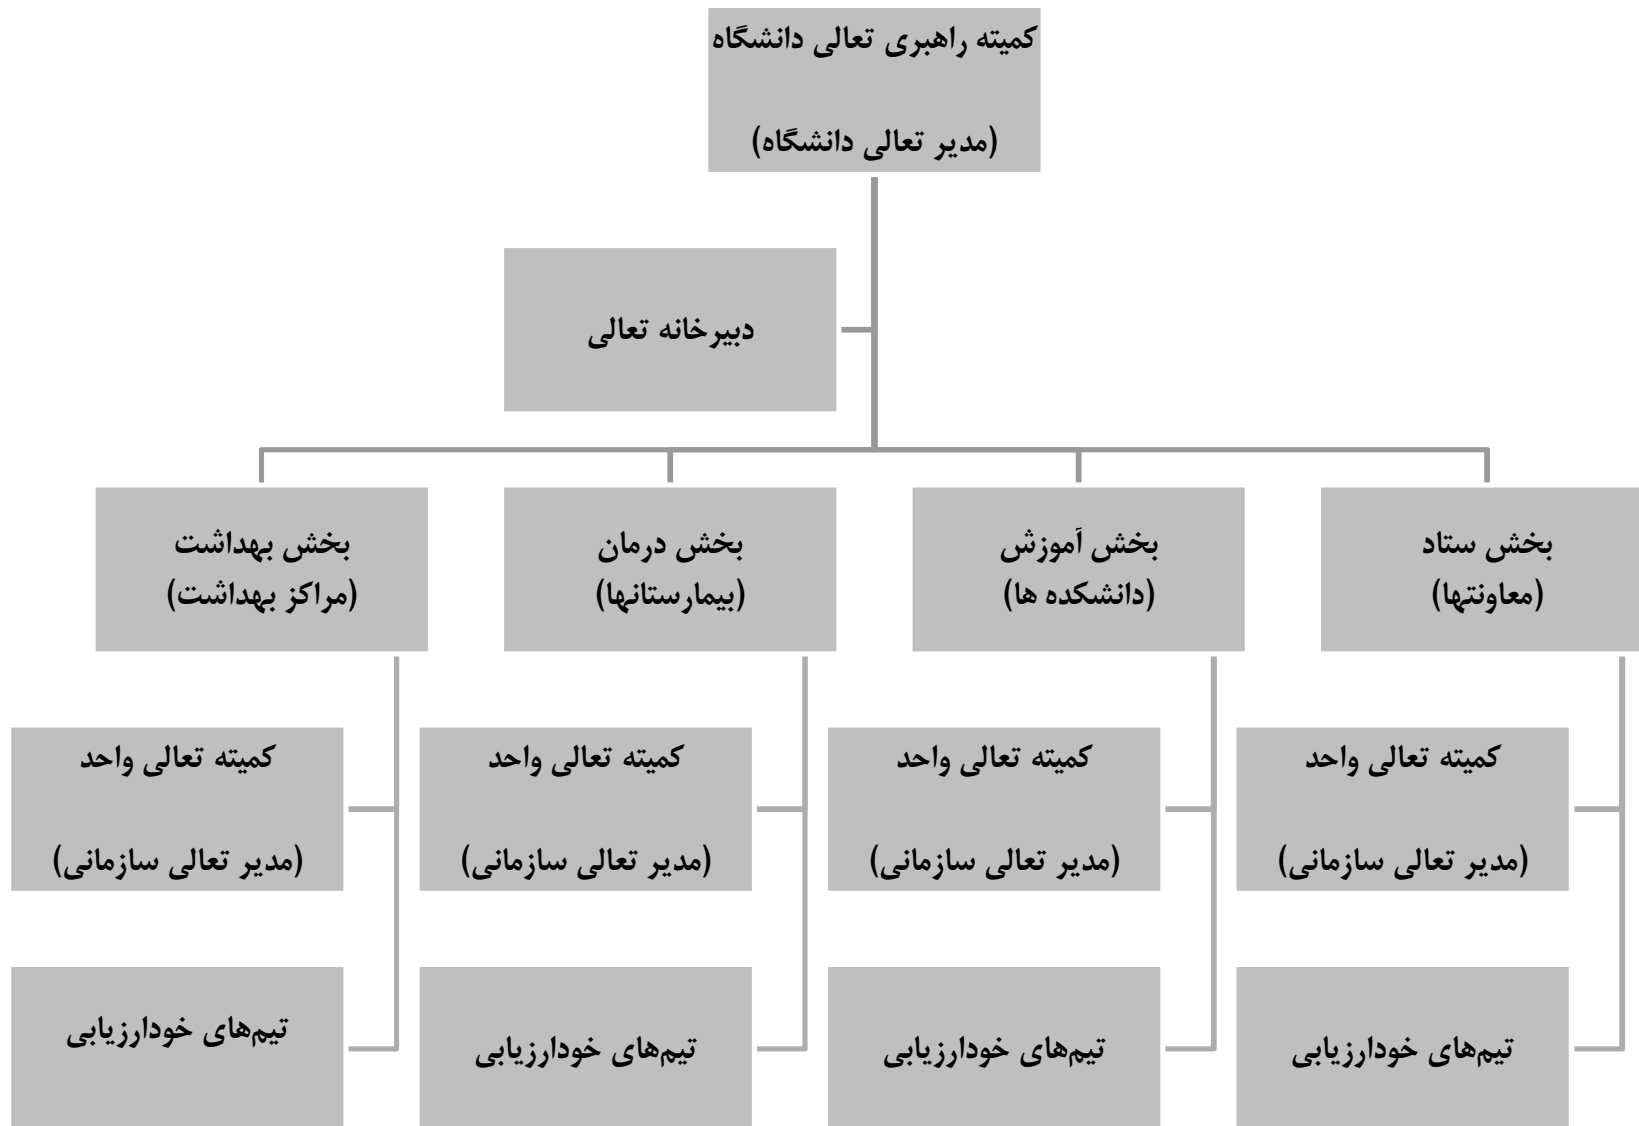 کمیته راهبری تعالی دانشگاه
(مدیر تعالی دانشگاه)
دبیرخانه تعالی
بخش ستاد
(معاونتها)
بخش آموزش
(دانشکده ها)
بخش درمان
(بیمارستانها)
بخش بهداشت
(مراکز بهداشت)
کمیته تعالی واحد
(مدیر تعالی سازمانی)
کمیته تعالی واحد
(مدیر تعالی سازمانی)
کمیته تعالی واحد
(مدیر تعالی سازمانی)
کمیته تعالی واحد
(مدیر تعالی سازمانی)
تیم‌های خودارزیابی
تیم‌های خودارزیابی
تیم‌های خودارزیابی
تیم‌های خودارزیابی